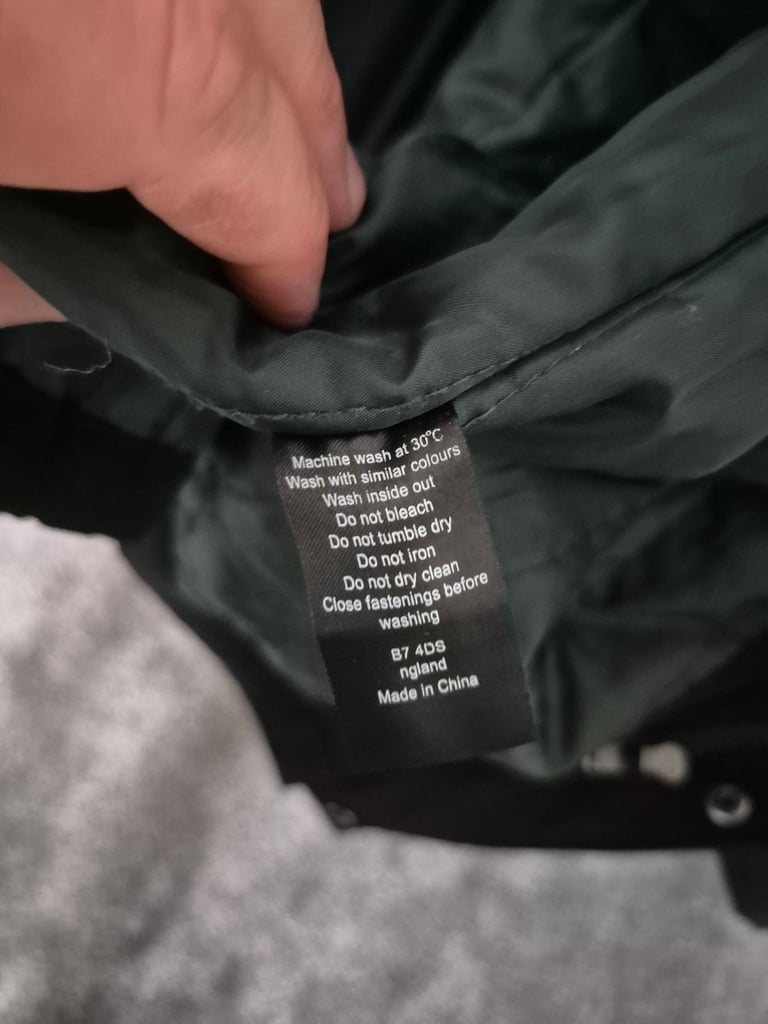 Machine wash at 30°C
Wash with similar colours
Wash inside out
Do not bleach
Do not tumble dry
Do not iron
Do not dry clean
Close fastenings before
washing
B7 4DS
ngland
Made in China